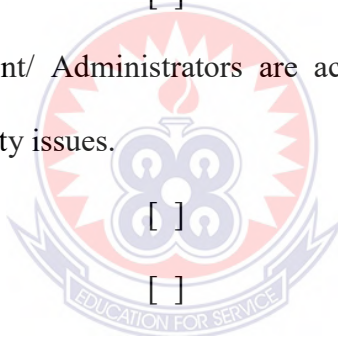 [ ]
nt/ Administrators are ac
ty issues.
[ ]
[ ]
EDUCATION FOR SERVICE